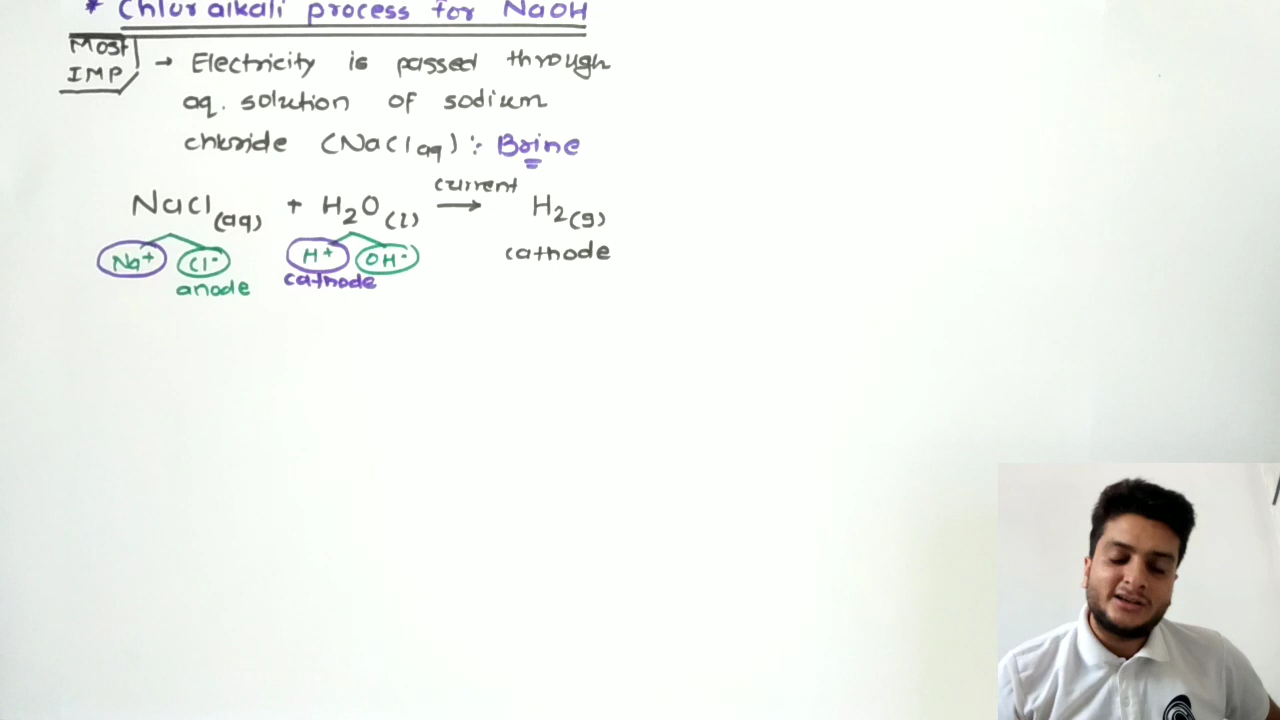 * Chlor alkali process for NaOH
Most
IMP
→ Electricity is passed through
aq. solution of sodium
chloride (NaCl aq) : Brine
current
NaCl(aq) + H2O(l) → H2(g)
Na+ Cl- H+ OH- cathode
anode cathode